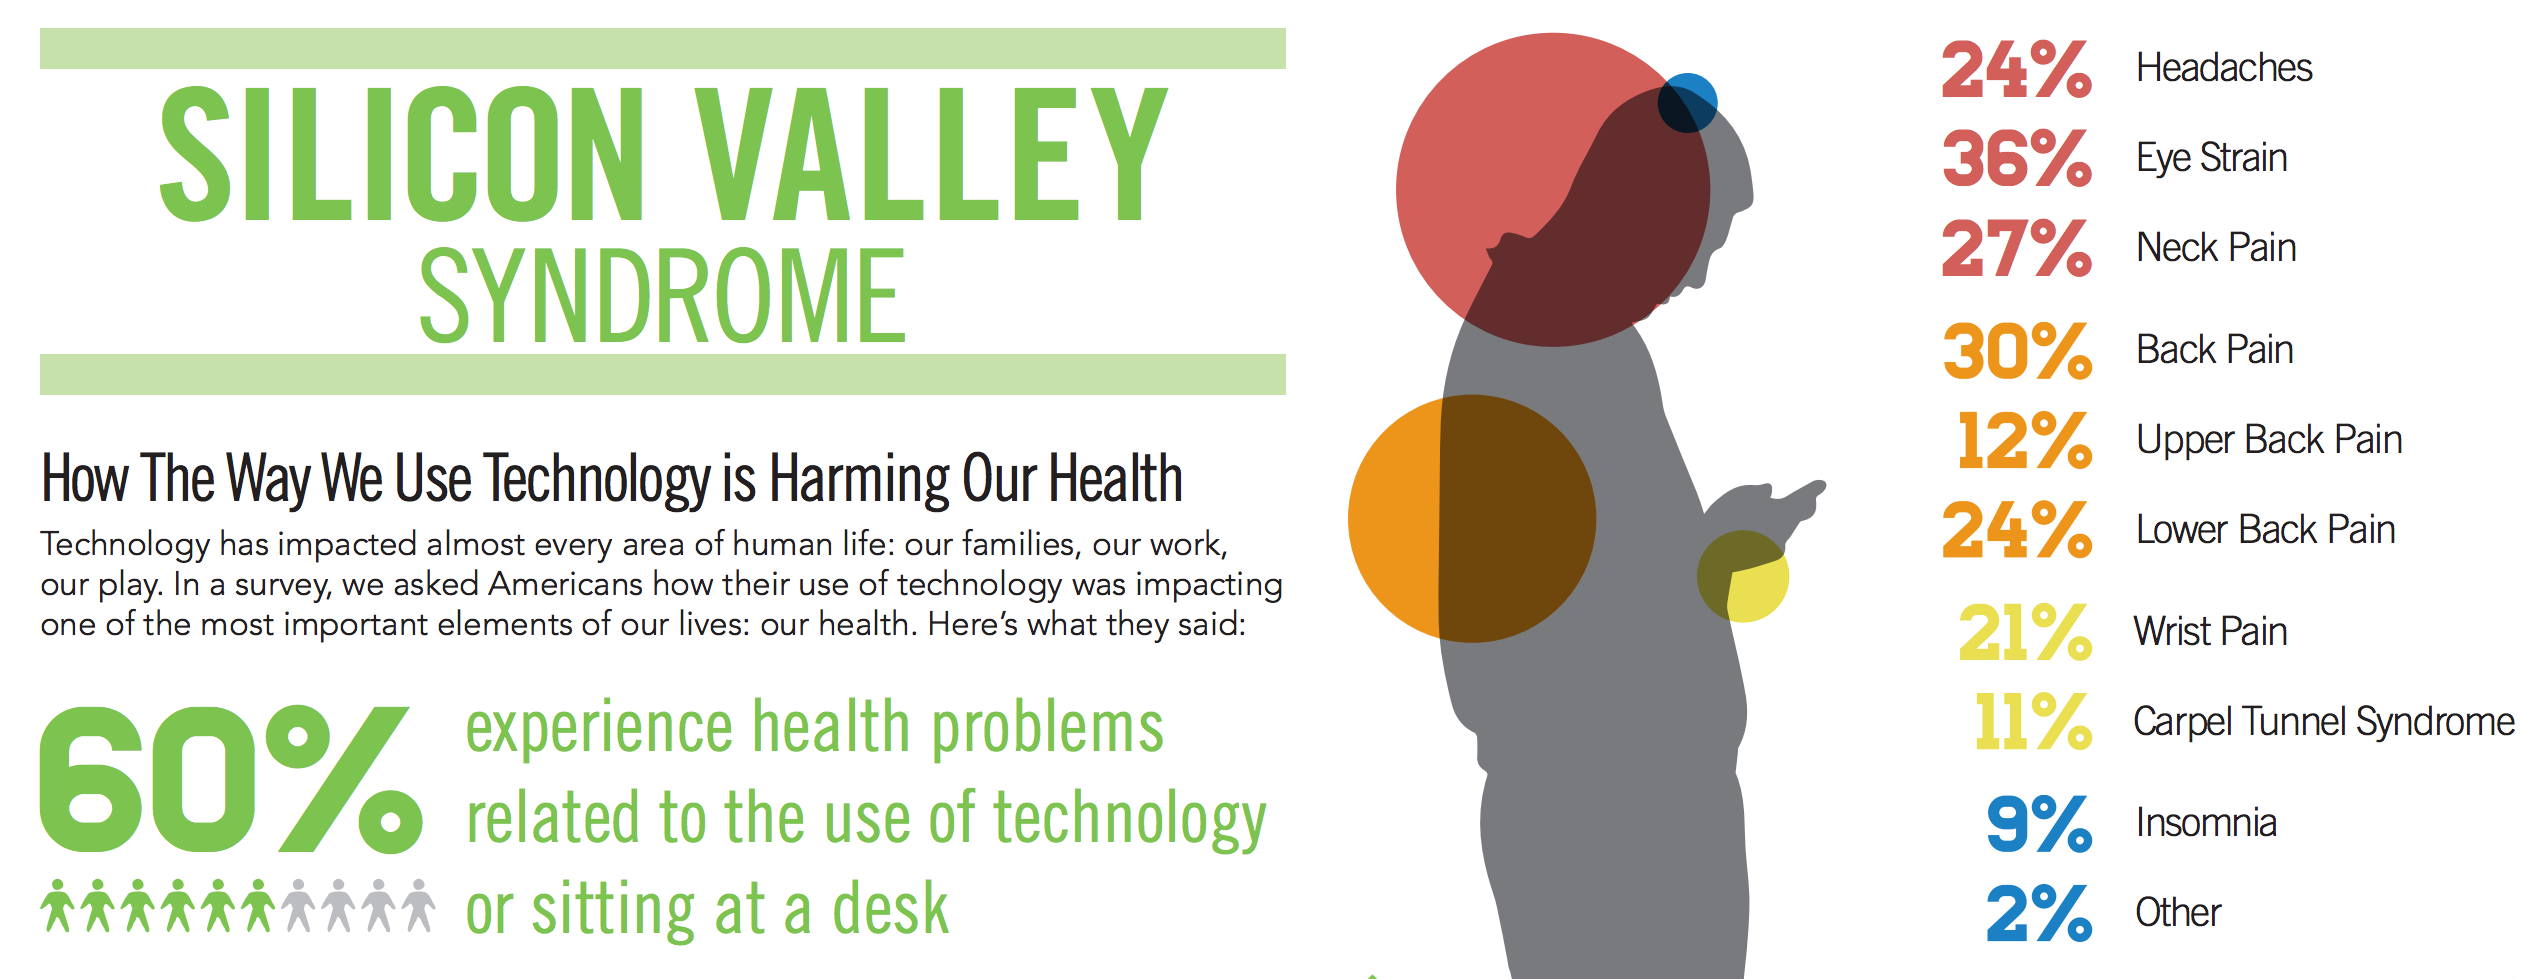 SILICON VALLEY
SYNDROME
How The Way We Use Technology is Harming Our Health
Technology has impacted almost every area of human life: our families, our work,
our play. In a survey, we asked Americans how their use of technology was impacting
one of the most important elements of our lives: our health. Here's what they said:
60% experience health problems
related to the use of technology
or sitting at a desk
24% Headaches
36% Eye Strain
27% Neck Pain
30% Back Pain
12% Upper Back Pain
24% Lower Back Pain
21% Wrist Pain
11% Carpel Tunnel Syndrome
9% Insomnia
2% Other